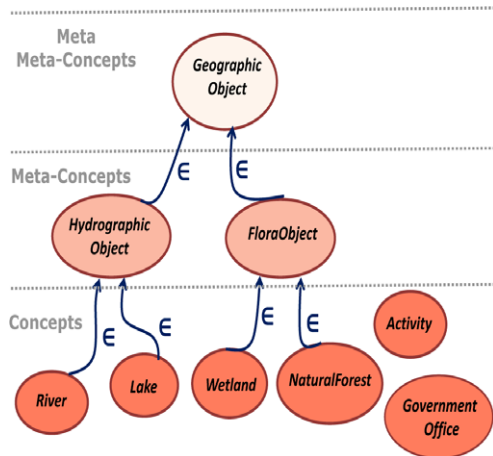 Meta
Meta-Concepts
Geographic
Object
∈
∈
Meta-Concepts
Hydrographic
Object
FloraObject
∈
∈
∈
∈
Concepts
Activity
River
Lake
Wetland
NaturalForest
Government
Office